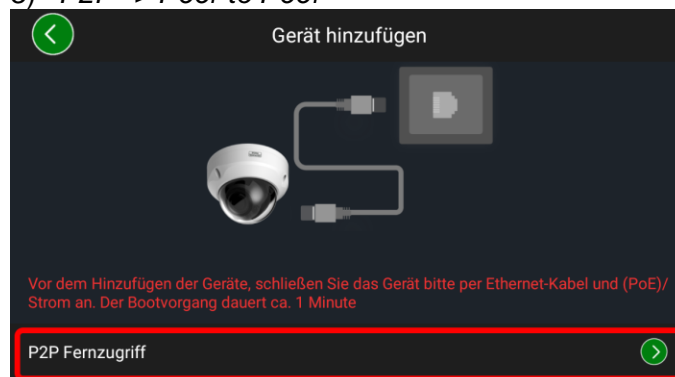 Gerät hinzufügen
Vor dem Hinzufügen der Geräte, schließen Sie das Gerät bitte per Ethernet-Kabel und (PoE)/
Strom an. Der Bootvorgang dauert ca. 1 Minute
P2P Fernzugriff